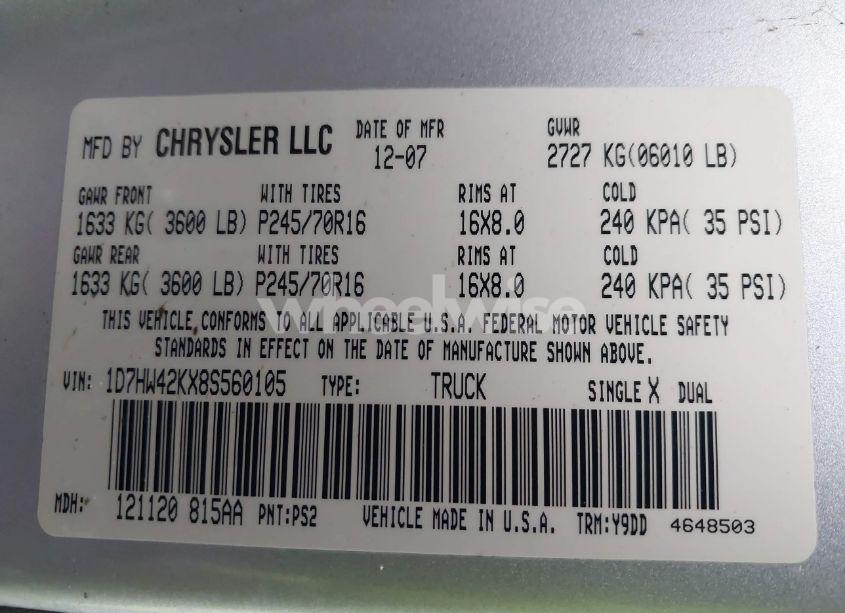 MFD BY CHRYSLER LLC DATE OF MFR 12-07 GVWR 2727 KG(06010 LB)
GAWR FRONT WITH TIRES RIMS AT COLD
1633 KG( 3600 LB) P245/70R16 16X8.0 240 KPA( 35 PSI)
GAWR REAR WITH TIRES RIMS AT COLD
1633 KG( 3600 LB) P245/70R16 16X8.0 240 KPA( 35 PSI)
wheelwise
THIS VEHICLE CONFORMS TO ALL APPLICABLE U.S.A. FEDERAL MOTOR VEHICLE SAFETY
STANDARDS IN EFFECT ON THE DATE OF MANUFACTURE SHOWN ABOVE.
VIN: 1D7HW42KX8S560105 TYPE: TRUCK SINGLE X DUAL
MDH: 121120 815AA PNT:PS2 VEHICLE MADE IN U.S.A. TRM:Y9DD 4648503